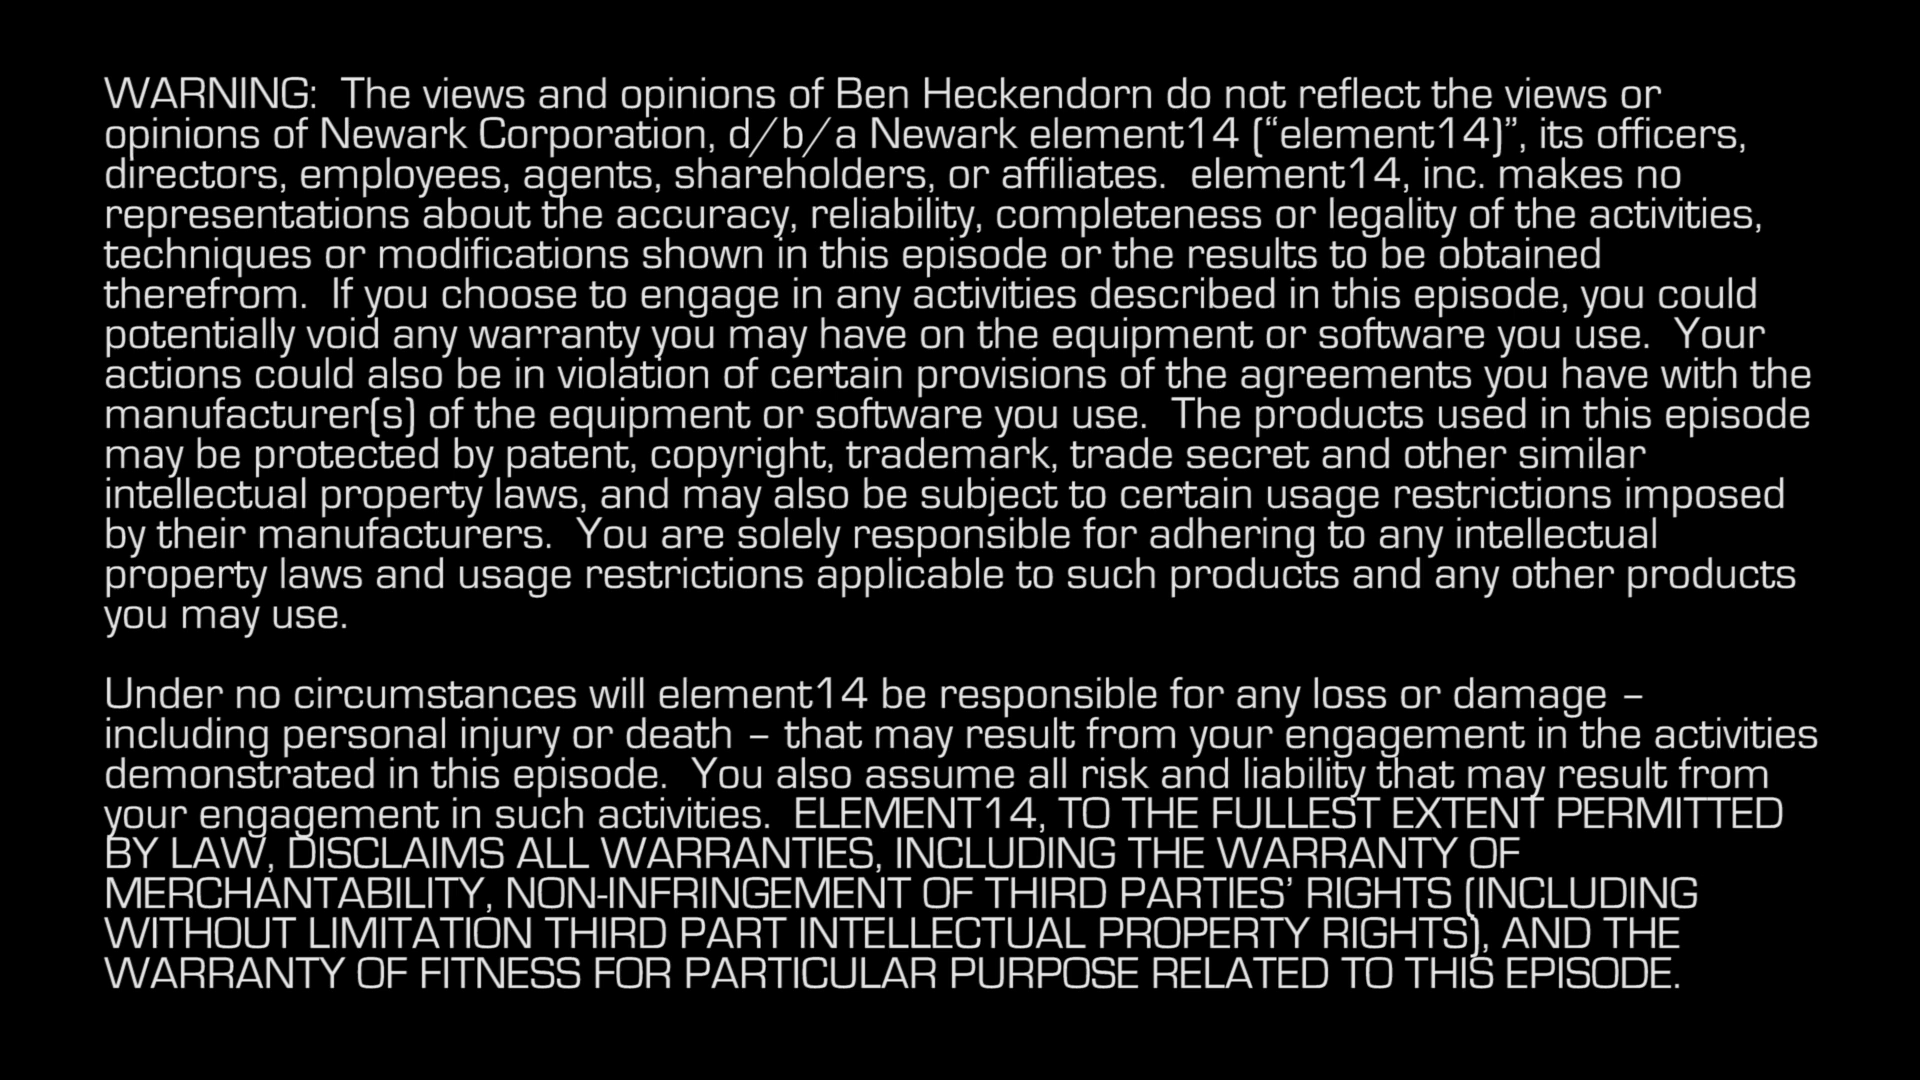 WARNING:  The views and opinions of Ben Heckendorn do not reflect the views or
opinions of Newark Corporation, d/b/a Newark element14 (“element14)”, its officers,
directors, employees, agents, shareholders, or affiliates.  element14, inc. makes no
representations about the accuracy, reliability, completeness or legality of the activities,
techniques or modifications shown in this episode or the results to be obtained
therefrom.  If you choose to engage in any activities described in this episode, you could
potentially void any warranty you may have on the equipment or software you use.  Your
actions could also be in violation of certain provisions of the agreements you have with the
manufacturer(s) of the equipment or software you use.  The products used in this episode
may be protected by patent, copyright, trademark, trade secret and other similar
intellectual property laws, and may also be subject to certain usage restrictions imposed
by their manufacturers.  You are solely responsible for adhering to any intellectual
property laws and usage restrictions applicable to such products and any other products
you may use.

Under no circumstances will element14 be responsible for any loss or damage –
including personal injury or death – that may result from your engagement in the activities
demonstrated in this episode.  You also assume all risk and liability that may result from
your engagement in such activities.  ELEMENT14, TO THE FULLEST EXTENT PERMITTED
BY LAW, DISCLAIMS ALL WARRANTIES, INCLUDING THE WARRANTY OF
MERCHANTABILITY, NON-INFRINGEMENT OF THIRD PARTIES’ RIGHTS (INCLUDING
WITHOUT LIMITATION THIRD PART INTELLECTUAL PROPERTY RIGHTS), AND THE
WARRANTY OF FITNESS FOR PARTICULAR PURPOSE RELATED TO THIS EPISODE.